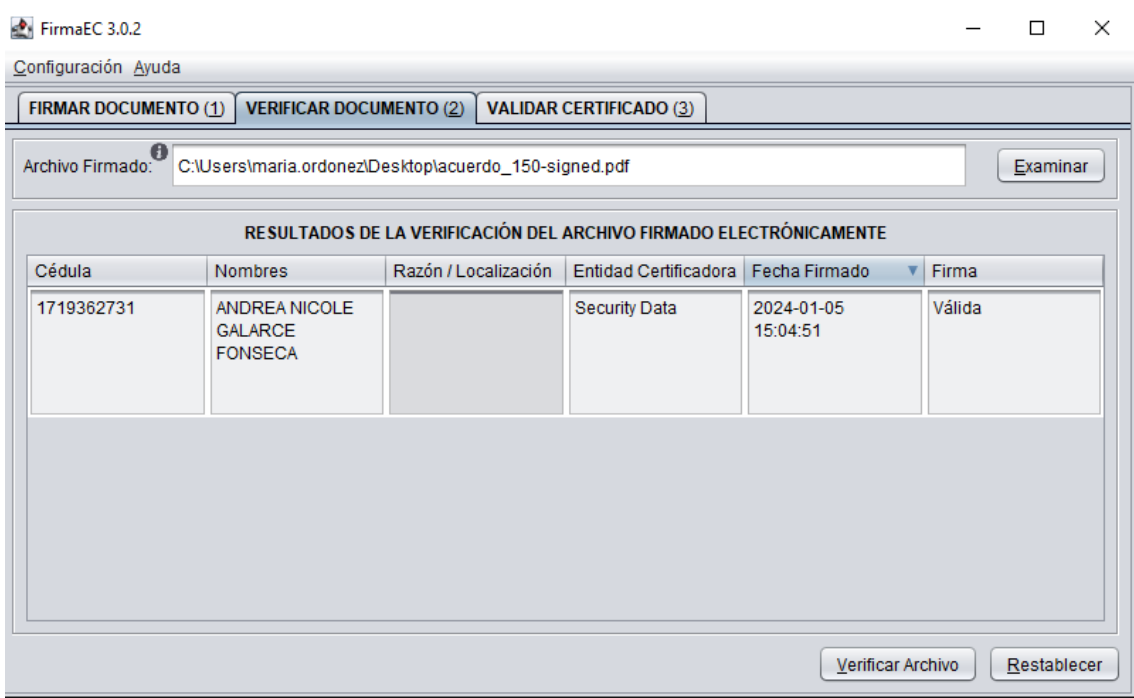 FirmaEC 3.0.2
Configuración Ayuda
FIRMAR DOCUMENTO (1) VERIFICAR DOCUMENTO (2) VALIDAR CERTIFICADO (3)
Archivo Firmado: C:\Users\maria.ordonez\Desktop\acuerdo_150-signed.pdf Examinar
RESULTADOS DE LA VERIFICACIÓN DEL ARCHIVO FIRMADO ELECTRÓNICAMENTE
Cédula Nombres Razón / Localización Entidad Certificadora Fecha Firmado Firma
1719362731 ANDREA NICOLE Security Data 2024-01-05 Válida
GALARCE 15:04:51
FONSECA
Verificar Archivo Restablecer